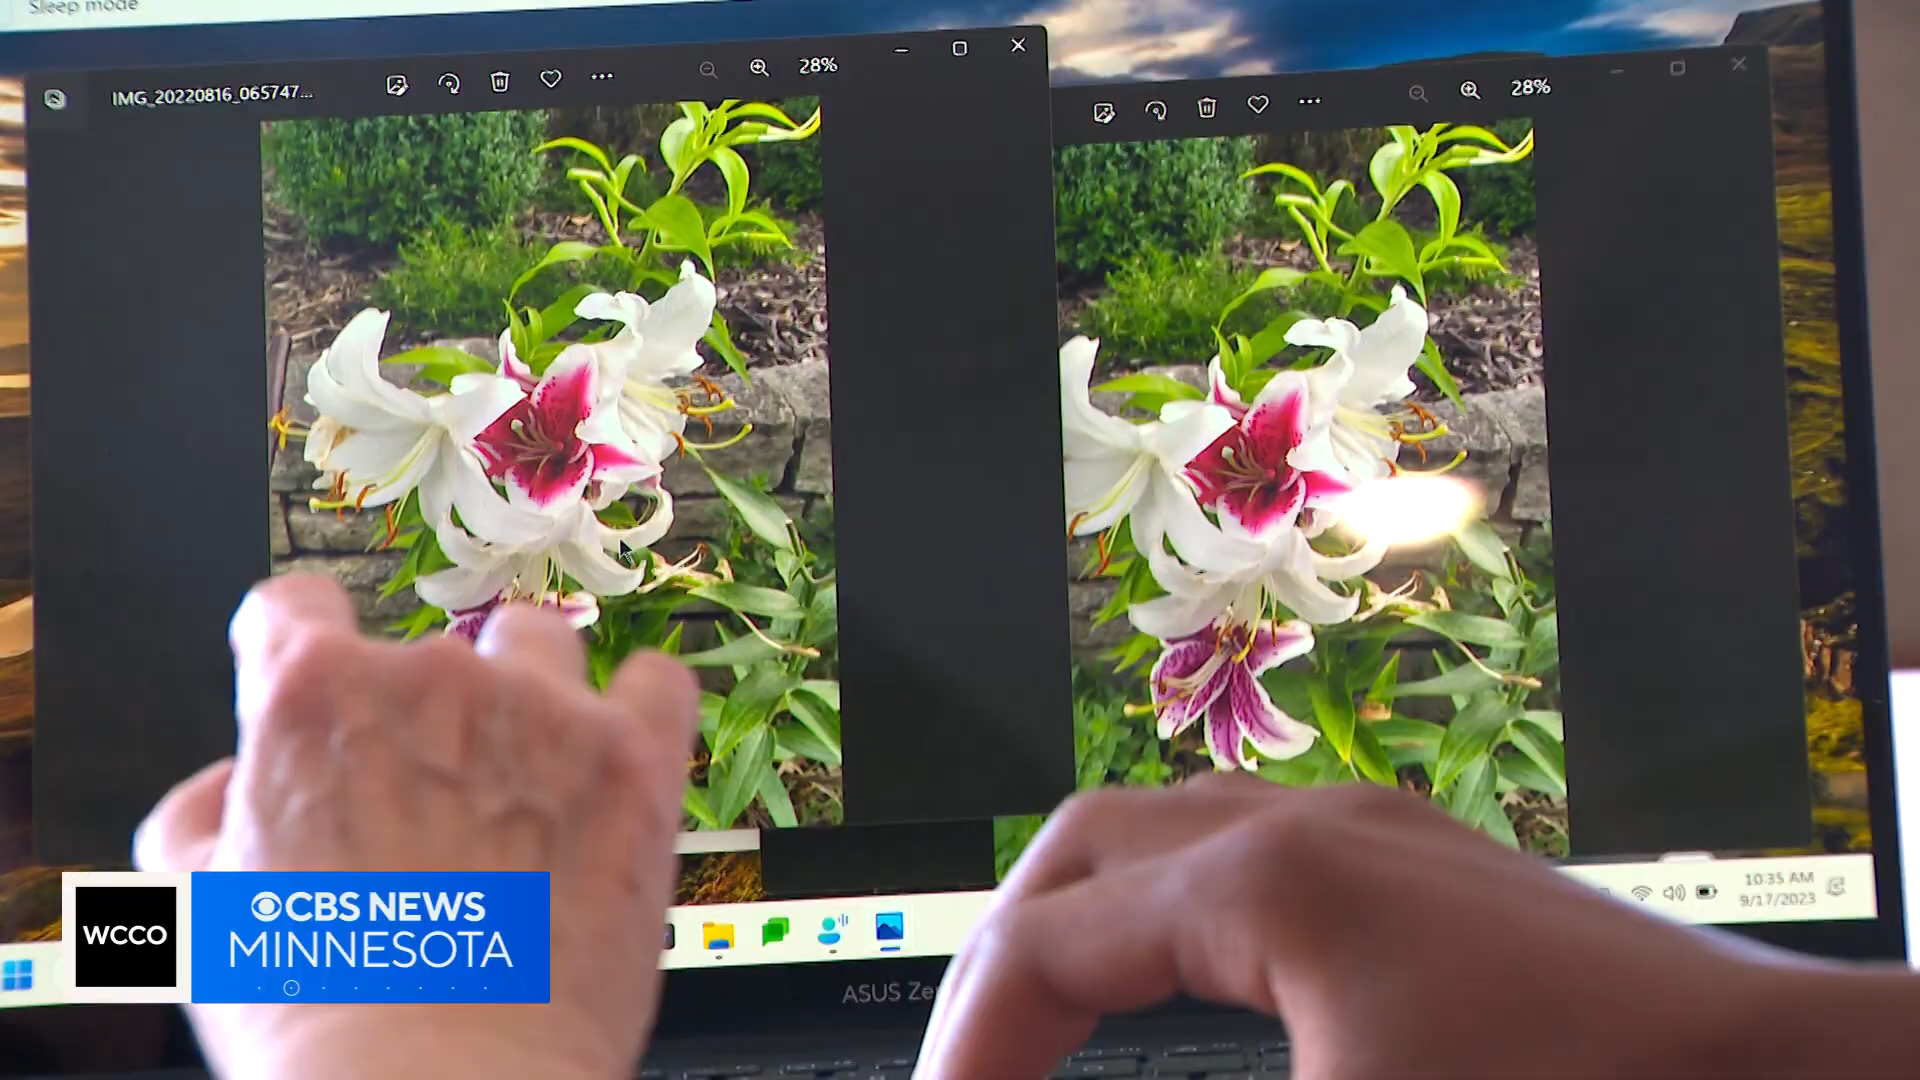 Sleep mode
IMG_20220816_065747...
28%
28%
10:35 AM
9/17/2023
WCCO
CBS NEWS
MINNESOTA
ASUS Ze